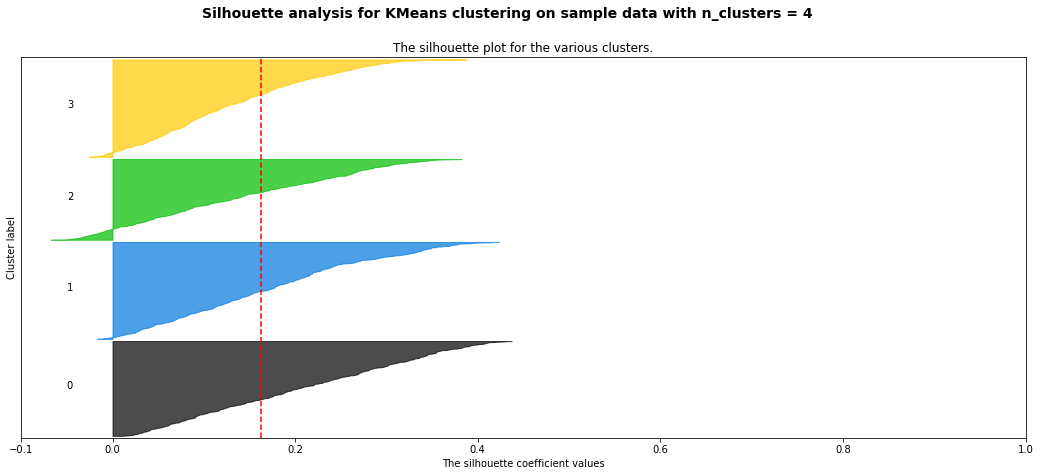 Silhouette analysis for KMeans clustering on sample data with n_clusters = 4
The silhouette plot for the various clusters.
3
2
1
0
Cluster label
−0.1 0.0 0.2 0.4 0.6 0.8 1.0
The silhouette coefficient values